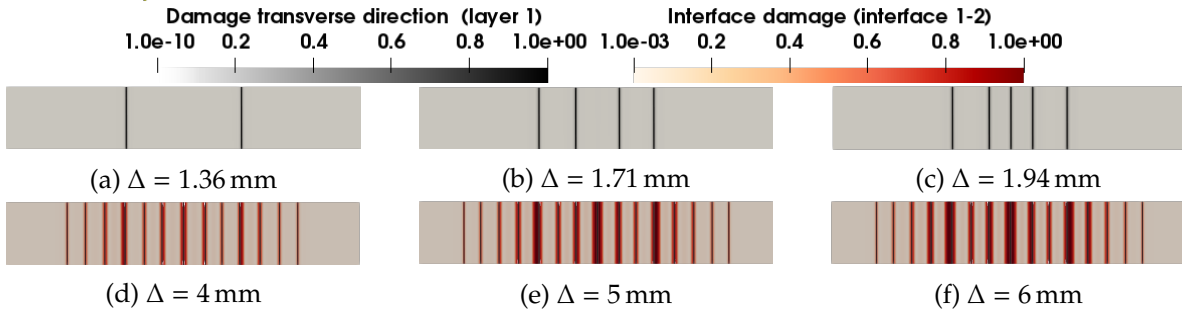 Damage transverse direction (layer 1) Interface damage (interface 1-2)
1.0e-10 0.2 0.4 0.6 0.8 1.0e+00 1.0e-03 0.2 0.4 0.6 0.8 1.0e+00
(a) Δ = 1.36 mm (b) Δ = 1.71 mm (c) Δ = 1.94 mm
(d) Δ = 4 mm (e) Δ = 5 mm (f) Δ = 6 mm